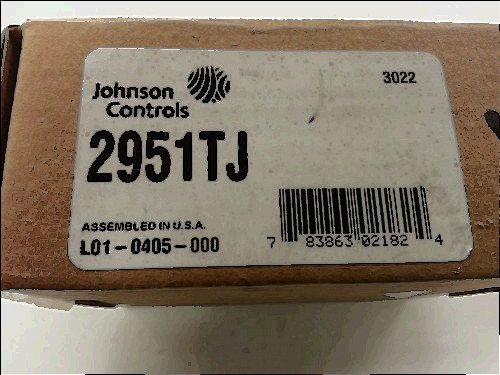 Johnson
Controls
3022
2951TJ
ASSEMBLED IN U.S.A.
L01-0405-000
7 83863 02182 4